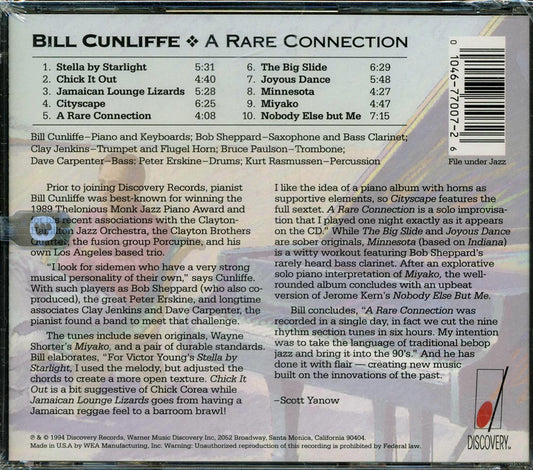 BILL CUNLIFFE ❖ A RARE CONNECTION
1. Stella by Starlight 5:31
2. Chick It Out 4:40
3. Jamaican Lounge Lizards 5:28
4. Cityscape 6:25
5. A Rare Connection 4:08
6. The Big Slide 6:29
7. Joyous Dance 5:48
8. Minnesota 4:27
9. Miyako 4:47
10. Nobody Else but Me 7:15
0 1046-77007-2 6
File under Jazz
Bill Cunliffe–Piano and Keyboards; Bob Sheppard–Saxophone and Bass Clarinet;
Clay Jenkins–Trumpet and Flugel Horn; Bruce Paulson–Trombone;
Dave Carpenter–Bass; Peter Erskine–Drums; Kurt Rasmussen–Percussion
Prior to joining Discovery Records, pianist
Bill Cunliffe was best-known for winning the
1989 Thelonious Monk Jazz Piano Award and
recent associations with the Clayton-
Jazz Orchestra, the Clayton Brothers
Quartet, the fusion group Porcupine, and his
own Los Angeles based trio.
"I look for sidemen who have a very strong
musical personality of their own," says Cunliffe.
With such players as Bob Sheppard (who also co-
produced), the great Peter Erskine, and longtime
associates Clay Jenkins and Dave Carpenter, the
pianist found a band to meet that challenge.
The tunes include seven originals, Wayne
Shorter's Miyako, and a pair of durable standards.
Bill elaborates, "For Victor Young's Stella by
Starlight, I used the melody, but adjusted the
chords to create a more open texture. Chick It
Out is a bit suggestive of Chick Corea while
Jamaican Lounge Lizards goes from having a
Jamaican reggae feel to a barroom brawl!
I like the idea of a piano album with horns as
supportive elements, so Cityscape features the
full sextet. A Rare Connection is a solo improvisa-
tion that I played one night exactly as it appears
on the CD." While The Big Slide and Joyous Dance
are sober originals, Minnesota (based on Indiana)
is a witty workout featuring Bob Sheppard's
rarely heard bass clarinet. After an explorative
solo piano interpretation of Miyako, the well-
rounded album concludes with an upbeat
version of Jerome Kern's Nobody Else But Me.
Bill concludes, "A Rare Connection was
recorded in a single day, in fact we cut the nine
rhythm section tunes in six hours. My intention
was to take the language of traditional bebop
jazz and bring it into the 90's." And he has
done it with flair — creating new music
built on the innovations of the past.
–Scott Yanow
DISCOVERY™
℗ & © 1994 Discovery Records, Warner Music Discovery Inc, 2052 Broadway, Santa Monica, California 90404.
Made in U.S.A by WEA Manufacturing, Inc. Warning: Unauthorized reproduction of this recording is prohibited by Federal law.